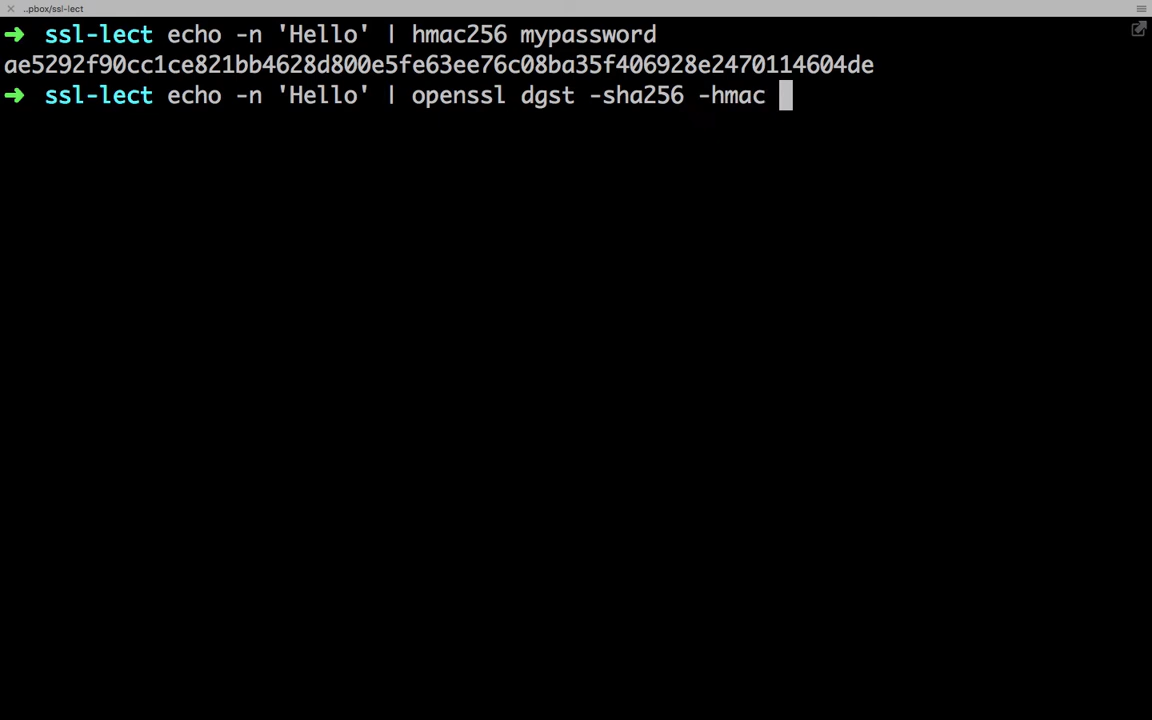 ..pbox/ssl-lect
➜ ssl-lect echo -n 'Hello' | hmac256 mypassword
ae5292f90cc1ce821bb4628d800e5fe63ee76c08ba35f406928e2470114604de
➜ ssl-lect echo -n 'Hello' | openssl dgst -sha256 -hmac